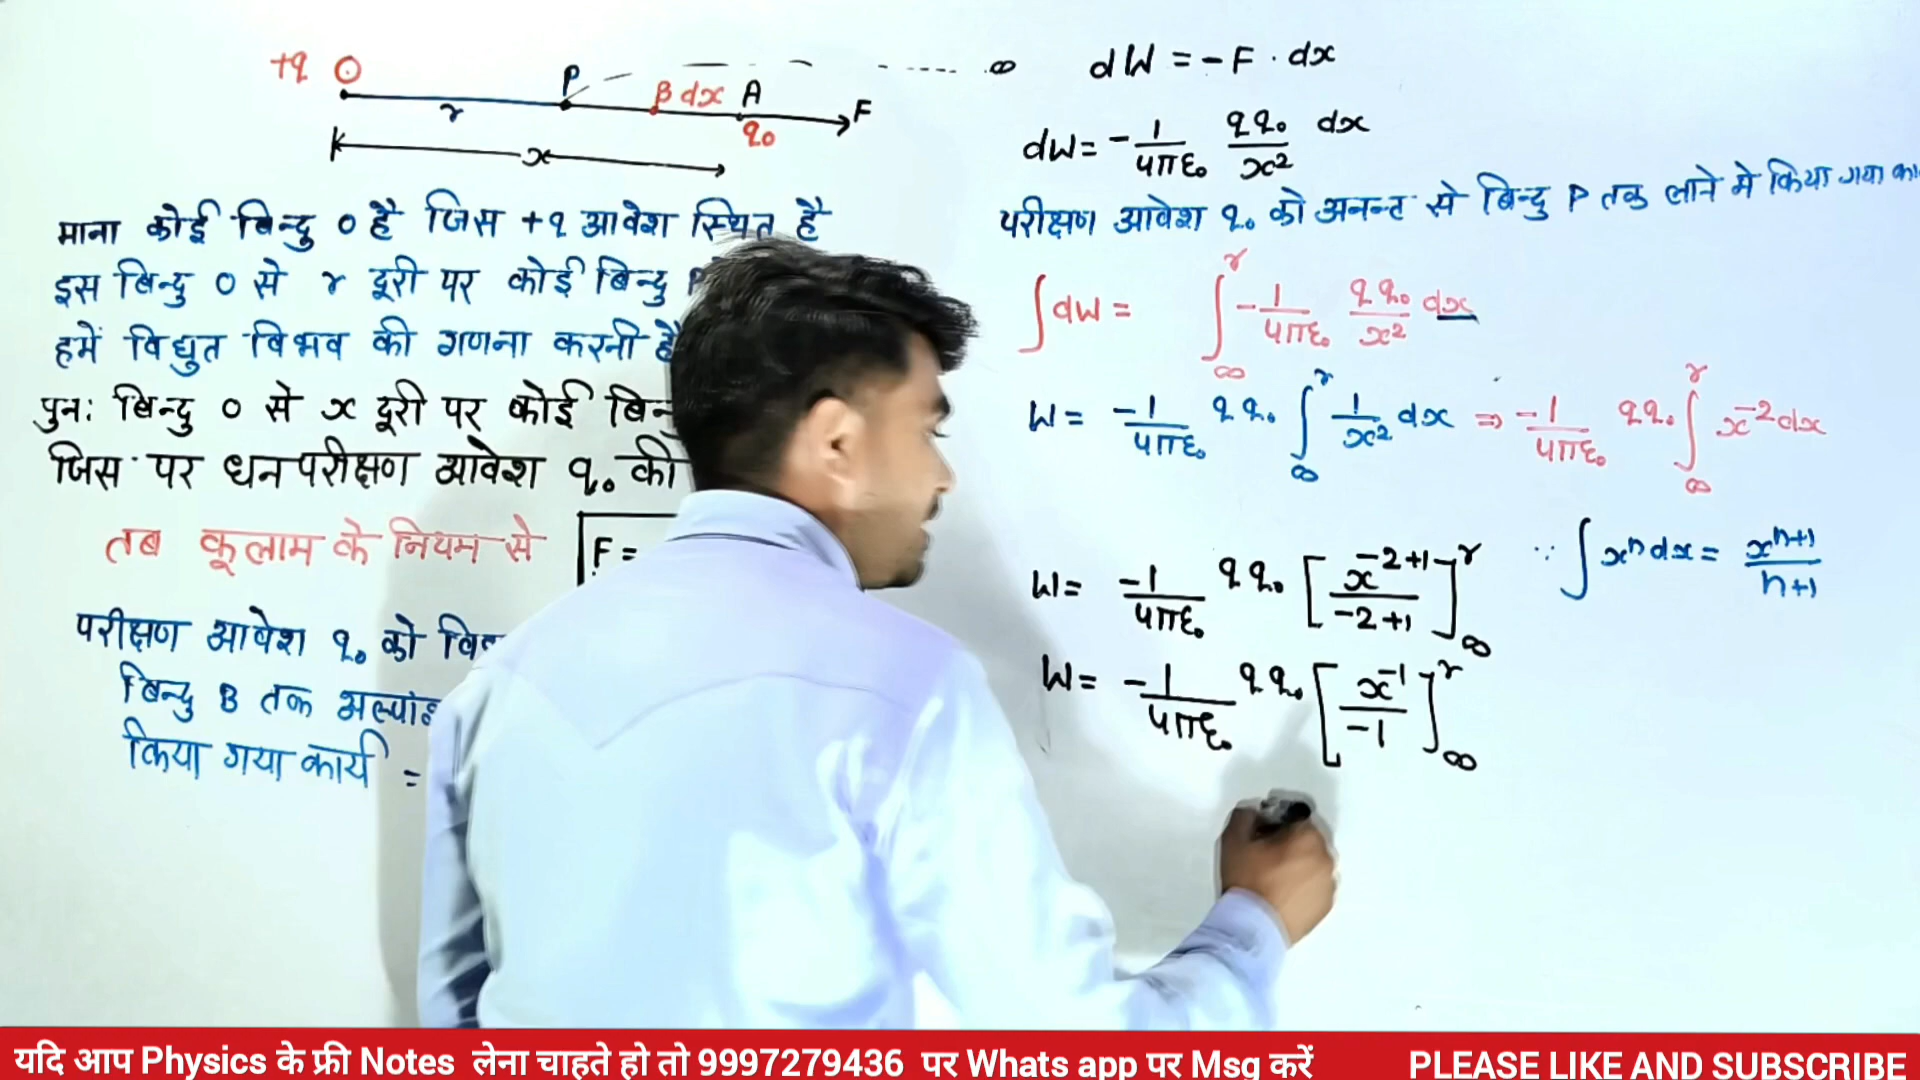 +q O P B dx A ∞
r q₀ F
x
माना कोई बिन्दु O है जिस +q आवेश स्थित है
इस बिन्दु O से r दूरी पर कोई बिन्दु P
हमें विद्युत विभव की गणना करनी है
पुनः बिन्दु O से x दूरी पर कोई
जिस पर धनपरीक्षण आवेश q₀ की
तब कूलाम के नियम से F =
परीक्षण आवेश q₀ को
बिन्दु B तक
किया गया कार्य =
dW = -F . dx
dW = - 1/4πε₀ qq₀/x² dx
परीक्षण आवेश q₀ को अनन्त से बिन्दु P तक लाने मे किया गया
∫dW = ∫_∞^r - 1/4πε₀ qq₀/x² dx
W = -1/4πε₀ qq₀ ∫_∞^r 1/x² dx ⇒ -1/4πε₀ qq₀ ∫_∞^r x⁻² dx
W = -1/4πε₀ qq₀ [x⁻²⁺¹/-2+1]_∞^r ∵ ∫xⁿdx = xⁿ⁺¹/n+1
W = -1/4πε₀ qq₀ [x⁻¹/-1]_∞^r
यदि आप Physics के फ्री Notes लेना चाहते हो तो 9997279436 पर Whats app पर Msg करें PLEASE LIKE AND SUBSCRIBE